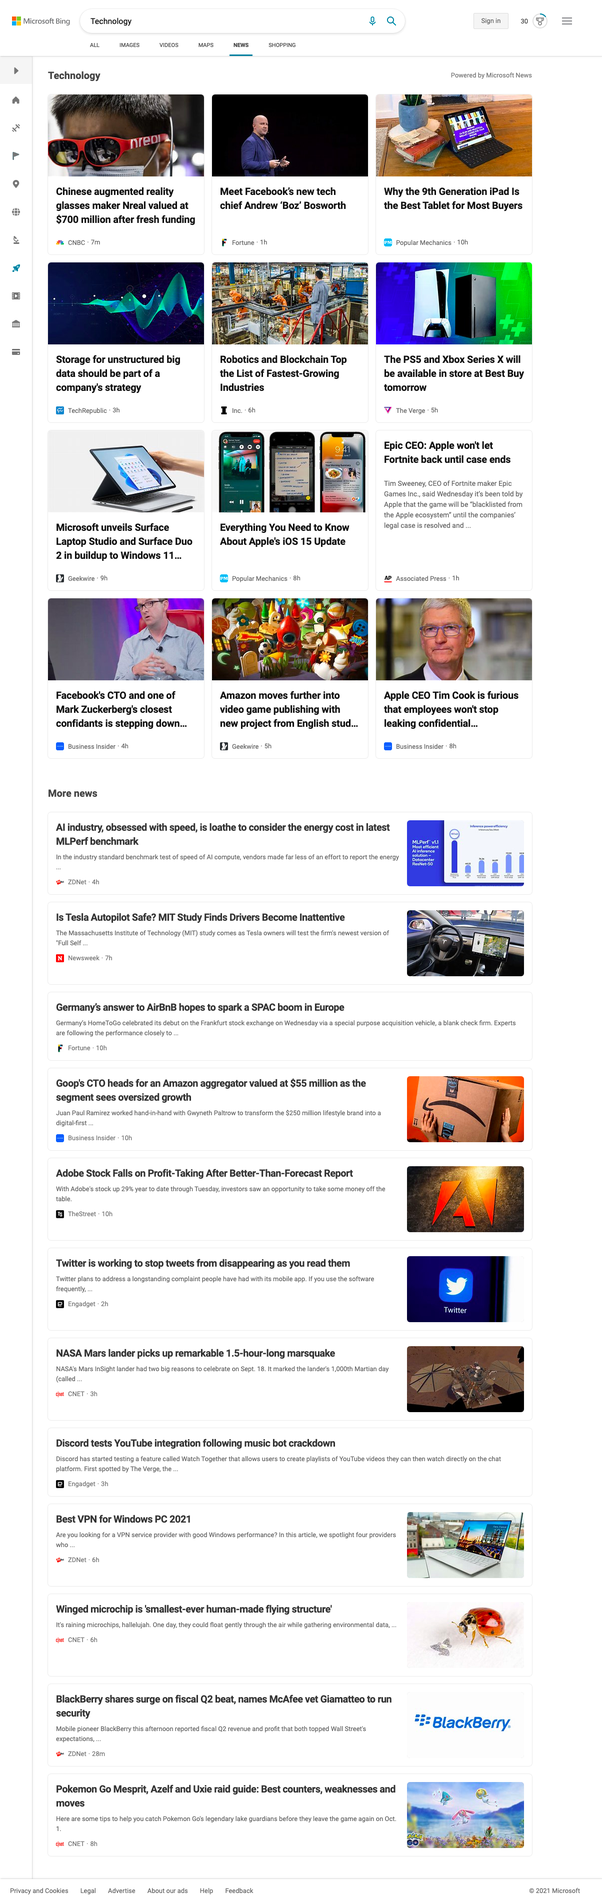 Microsoft Bing
Technology
Sign in
30
ALL IMAGES VIDEOS MAPS NEWS SHOPPING
Technology
Powered by Microsoft News
nreal
Chinese augmented reality
glasses maker Nreal valued at
$700 million after fresh funding
CNBC · 7m
Meet Facebook's new tech
chief Andrew 'Boz' Bosworth
Fortune · 1h
Why the 9th Generation iPad Is
the Best Tablet for Most Buyers
Popular Mechanics · 10h
Storage for unstructured big
data should be part of a
company's strategy
TechRepublic · 3h
Robotics and Blockchain Top
the List of Fastest-Growing
Industries
Inc. · 6h
The PS5 and Xbox Series X will
be available in store at Best Buy
tomorrow
The Verge · 5h
Microsoft unveils Surface
Laptop Studio and Surface Duo
2 in buildup to Windows 11...
Geekwire · 9h
Everything You Need to Know
About Apple's iOS 15 Update
Popular Mechanics · 8h
Epic CEO: Apple won't let
Fortnite back until case ends
Tim Sweeney, CEO of Fortnite maker Epic
Games Inc., said Wednesday it's been told by
Apple that the game will be “blacklisted from
the Apple ecosystem” until the companies'
legal case is resolved and ...
AP Associated Press · 1h
Facebook's CTO and one of
Mark Zuckerberg's closest
confidants is stepping down...
Business Insider · 4h
Amazon moves further into
video game publishing with
new project from English stud...
Geekwire · 5h
Apple CEO Tim Cook is furious
that employees won't stop
leaking confidential...
Business Insider · 8h
More news
AI industry, obsessed with speed, is loathe to consider the energy cost in latest
MLPerf benchmark
In the industry standard benchmark test of speed of AI compute, vendors made far less of an effort to report the energy
...
ZDNet · 4h
MLPerf v1.1
Most efficient
AI inference
solution –
Datacenter
ResNet-50
Inference power efficiency
Is Tesla Autopilot Safe? MIT Study Finds Drivers Become Inattentive
The Massachusetts Institute of Technology (MIT) study comes as Tesla owners will test the firm's newest version of
"Full Self ...
N Newsweek · 7h
Germany's answer to AirBnB hopes to spark a SPAC boom in Europe
Germany's HomeToGo celebrated its debut on the Frankfurt stock exchange on Wednesday via a special purpose acquisition vehicle, a blank check firm. Experts
are following the performance closely to ...
Fortune · 10h
Goop's CTO heads for an Amazon aggregator valued at $55 million as the
segment sees oversized growth
Juan Paul Ramirez worked hand-in-hand with Gwyneth Paltrow to transform the $250 million lifestyle brand into a
digital-first ...
Business Insider · 10h
Adobe Stock Falls on Profit-Taking After Better-Than-Forecast Report
With Adobe's stock up 29% year to date through Tuesday, investors saw an opportunity to take some money off the
table.
TheStreet · 10h
Twitter is working to stop tweets from disappearing as you read them
Twitter plans to address a longstanding complaint people have had with its mobile app. If you use the software
frequently, ...
Engadget · 2h
Twitter
NASA Mars lander picks up remarkable 1.5-hour-long marsquake
NASA's Mars InSight lander had two big reasons to celebrate on Sept. 18. It marked the lander's 1,000th Martian day
(called ...
CNET · 3h
Discord tests YouTube integration following music bot crackdown
Discord has started testing a feature called Watch Together that allows users to create playlists of YouTube videos they can then watch directly on the chat
platform. First spotted by The Verge, the ...
Engadget · 3h
Best VPN for Windows PC 2021
Are you looking for a VPN service provider with good Windows performance? In this article, we spotlight four providers
who ...
ZDNet · 6h
Winged microchip is 'smallest-ever human-made flying structure'
It's raining microchips, hallelujah. One day, they could float gently through the air while gathering environmental data, ...
CNET · 6h
BlackBerry shares surge on fiscal Q2 beat, names McAfee vet Giamatteo to run
security
Mobile pioneer BlackBerry this afternoon reported fiscal Q2 revenue and profit that both topped Wall Street's
expectations, ...
ZDNet · 28m
BlackBerry.
Pokemon Go Mesprit, Azelf and Uxie raid guide: Best counters, weaknesses and
moves
Here are some tips to help you catch Pokemon Go's legendary lake guardians before they leave the game again on Oct.
1.
CNET · 8h
GO
Privacy and Cookies Legal Advertise About our ads Help Feedback
© 2021 Microsoft